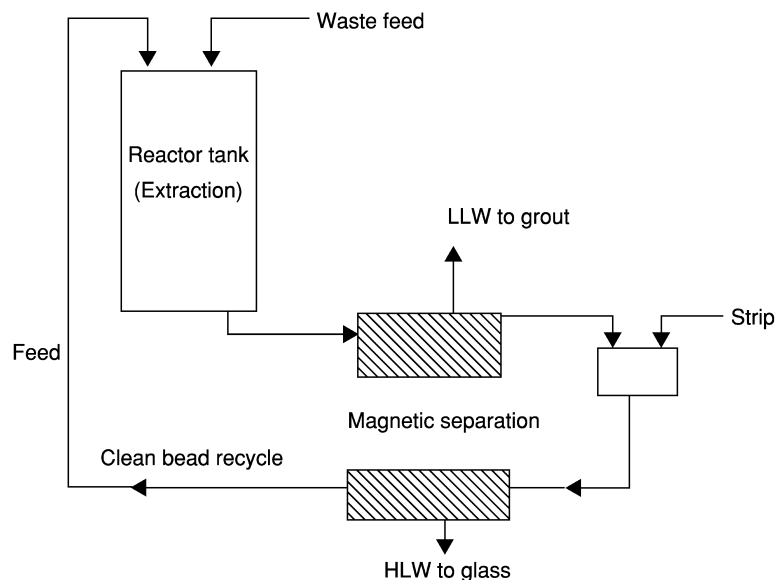 Waste feed
Reactor tank
(Extraction)
LLW to grout
Strip
Feed
Magnetic separation
Clean bead recycle
HLW to glass